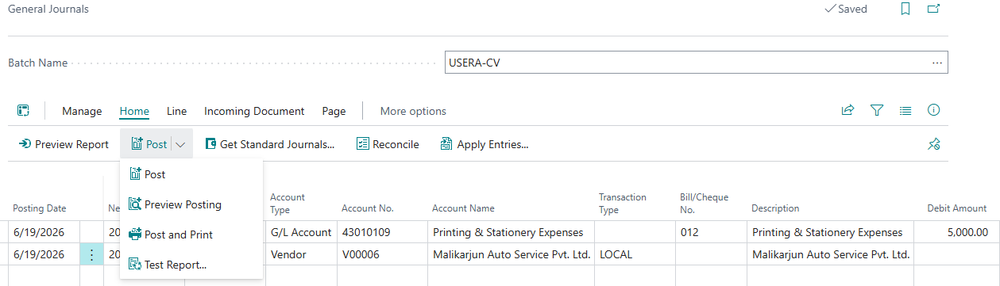 General Journals
Saved
Batch Name
USERA-CV
Manage Home Line Incoming Document Page More options
Preview Report Post Get Standard Journals... Reconcile Apply Entries...
Post
Preview Posting
Post and Print
Test Report...
Posting Date Ne Account Type Account No. Account Name Transaction Type Bill/Cheque No. Description Debit Amount
6/19/2026 20 G/L Account 43010109 Printing & Stationery Expenses 012 Printing & Stationery Expenses 5,000.00
6/19/2026 20 Vendor V00006 Malikarjun Auto Service Pvt. Ltd. LOCAL Malikarjun Auto Service Pvt. Ltd.